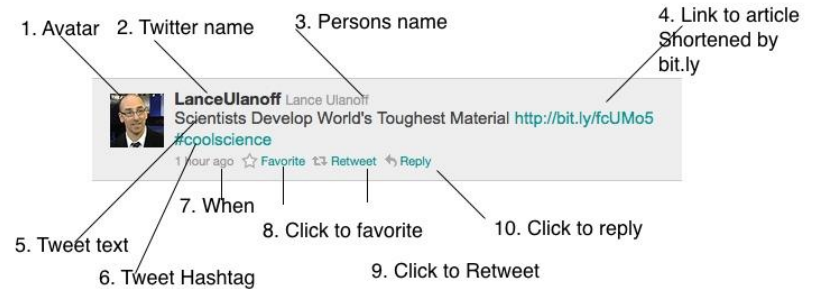 1. Avatar 2. Twitter name 3. Persons name 4. Link to article
Shortened by
bit.ly
LanceUlanoff Lance Ulanoff
Scientists Develop World's Toughest Material http://bit.ly/fcUMo5
#coolscience
1 hour ago Favorite Retweet Reply
7. When
8. Click to favorite 10. Click to reply
5. Tweet text
6. Tweet Hashtag 9. Click to Retweet